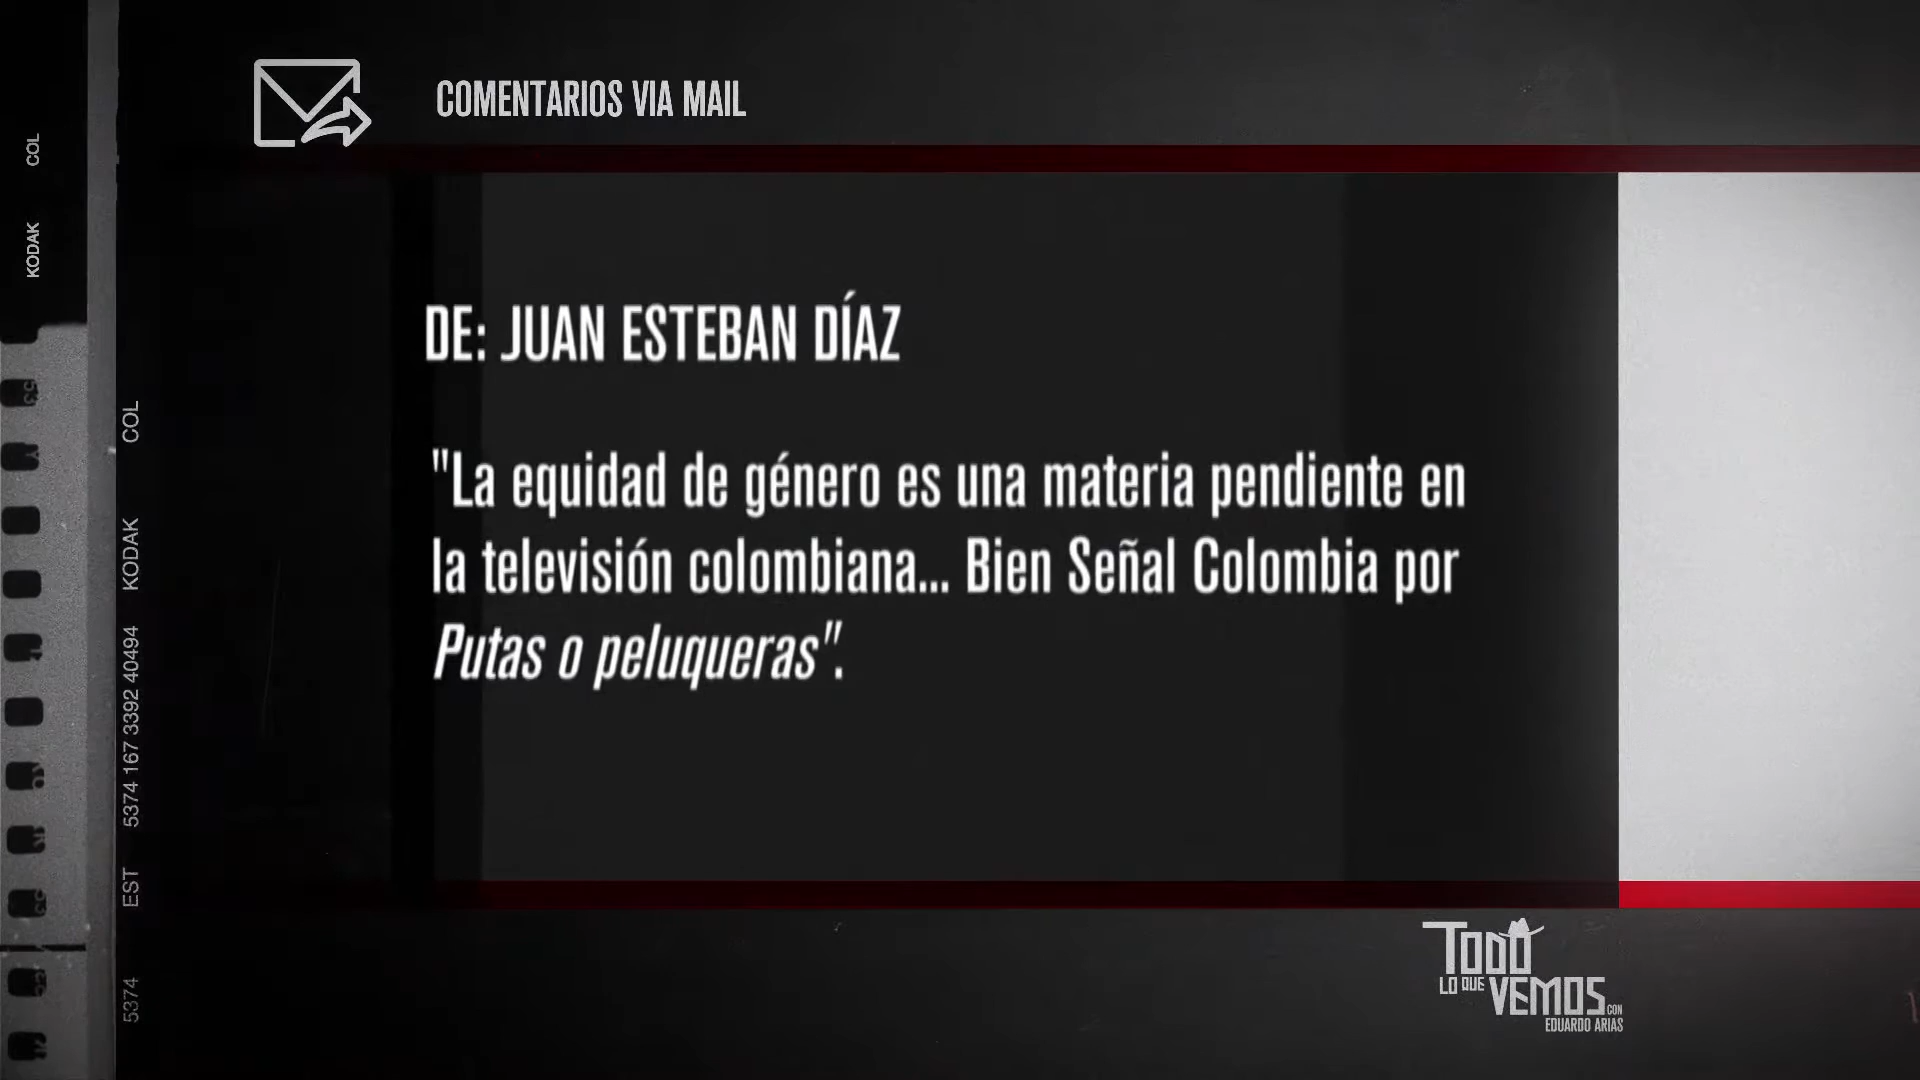 COMENTARIOS VIA MAIL
DE: JUAN ESTEBAN DÍAZ
"La equidad de género es una materia pendiente en
la televisión colombiana... Bien Señal Colombia por
Putas o peluqueras".
COL
KODAK
COL
KODAK
5374 167 3392 40494
EST
5374
TODO
LO QUE VEMOS CON
EDUARDO ARIAS